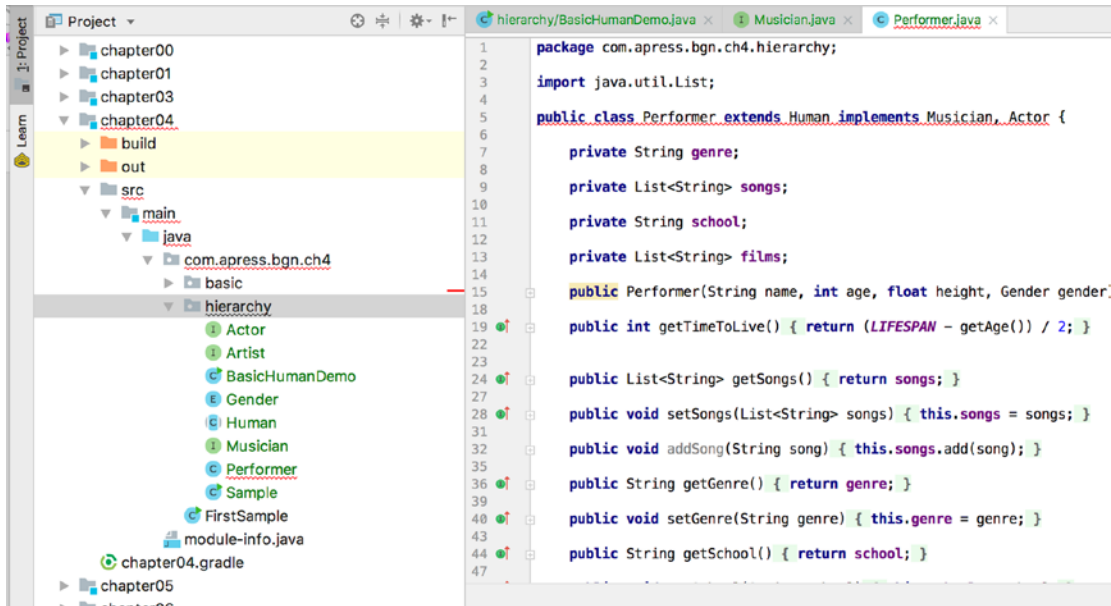 1: Project
Learn
Project
chapter00
chapter01
chapter03
chapter04
build
out
src
main
java
com.apress.bgn.ch4
basic
hierarchy
Actor
Artist
BasicHumanDemo
Gender
Human
Musician
Performer
Sample
FirstSample
module-info.java
chapter04.gradle
chapter05
hierarchy/BasicHumanDemo.java × Musician.java × Performer.java ×
1 package com.apress.bgn.ch4.hierarchy;
2
3 import java.util.List;
4
5 public class Performer extends Human implements Musician, Actor {
6
7 private String genre;
8
9 private List<String> songs;
10
11 private String school;
12
13 private List<String> films;
14
15 public Performer(String name, int age, float height, Gender gender)
18
19 public int getTimeToLive() { return (LIFESPAN - getAge()) / 2; }
22
23
24 public List<String> getSongs() { return songs; }
27
28 public void setSongs(List<String> songs) { this.songs = songs; }
31
32 public void addSong(String song) { this.songs.add(song); }
35
36 public String getGenre() { return genre; }
39
40 public void setGenre(String genre) { this.genre = genre; }
43
44 public String getSchool() { return school; }
47